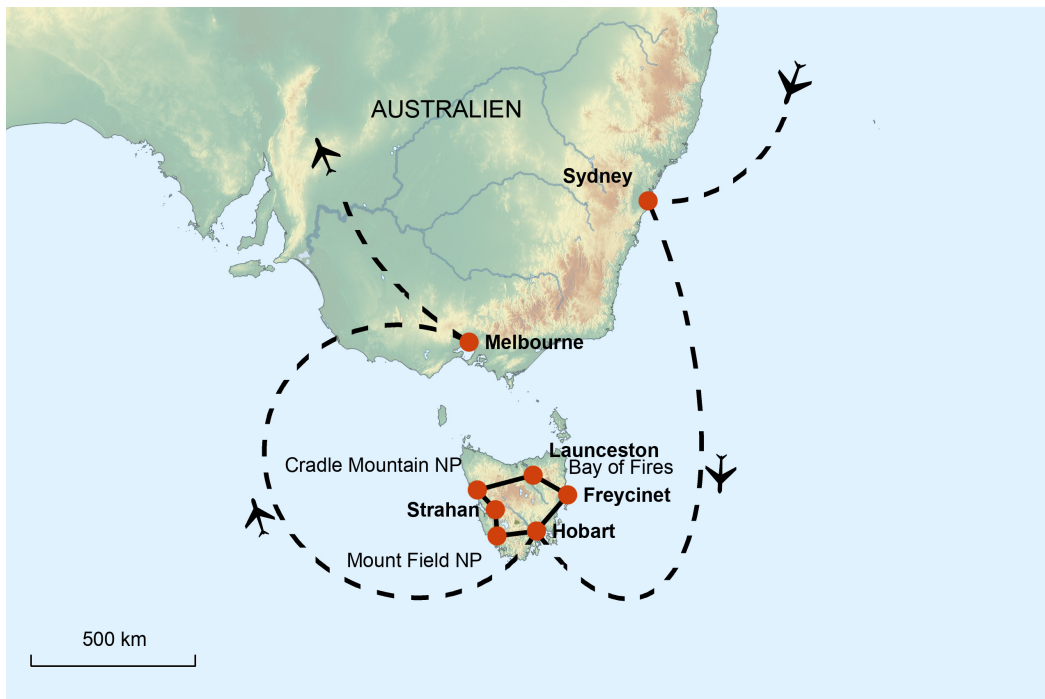 AUSTRALIEN
Sydney
Melbourne
Launceston
Cradle Mountain NP
Bay of Fires
Freycinet
Strahan
Hobart
Mount Field NP
500 km